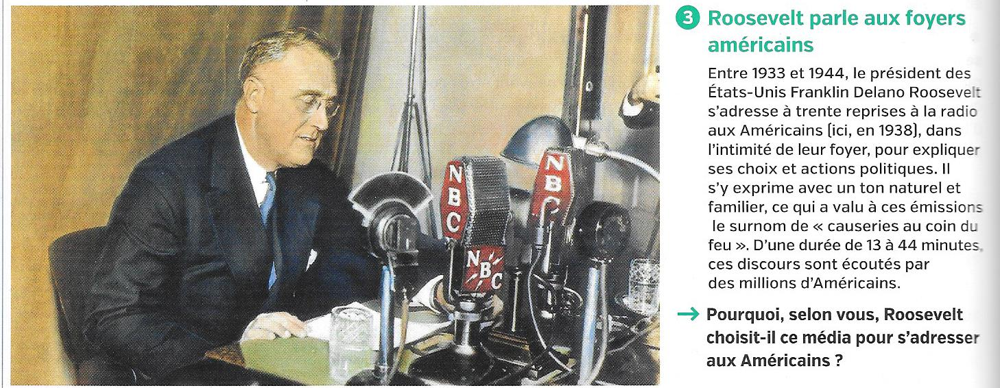 NBC
NBC
NBC
3 Roosevelt parle aux foyers
américains
Entre 1933 et 1944, le président des
États-Unis Franklin Delano Roosevelt
s’adresse à trente reprises à la radio
aux Américains (ici, en 1938), dans
l’intimité de leur foyer, pour expliquer
ses choix et actions politiques. Il
s’y exprime avec un ton naturel et
familier, ce qui a valu à ces émissions
le surnom de « causeries au coin du
feu ». D’une durée de 13 à 44 minutes,
ces discours sont écoutés par
des millions d’Américains.
→ Pourquoi, selon vous, Roosevelt
choisit-il ce média pour s’adresser
aux Américains ?